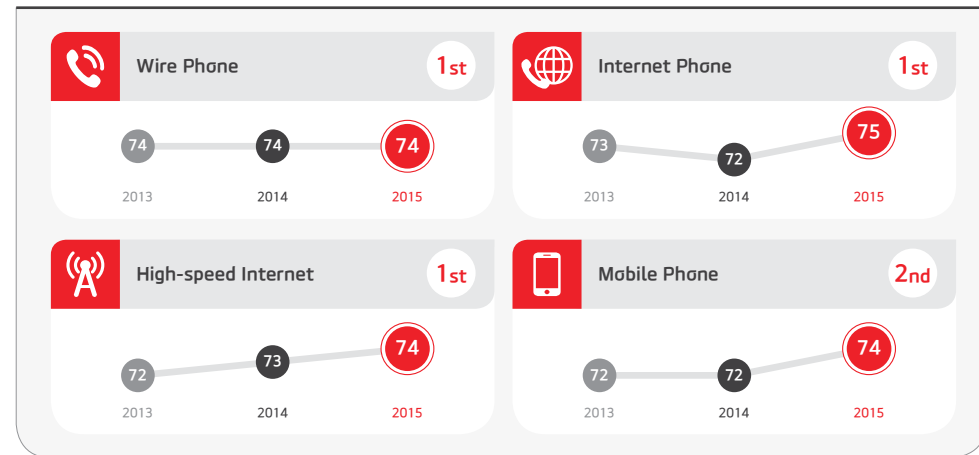 Wire Phone 1st
74 74 74
2013 2014 2015
Internet Phone 1st
73 72 75
2013 2014 2015
High-speed Internet 1st
72 73 74
2013 2014 2015
Mobile Phone 2nd
72 72 74
2013 2014 2015